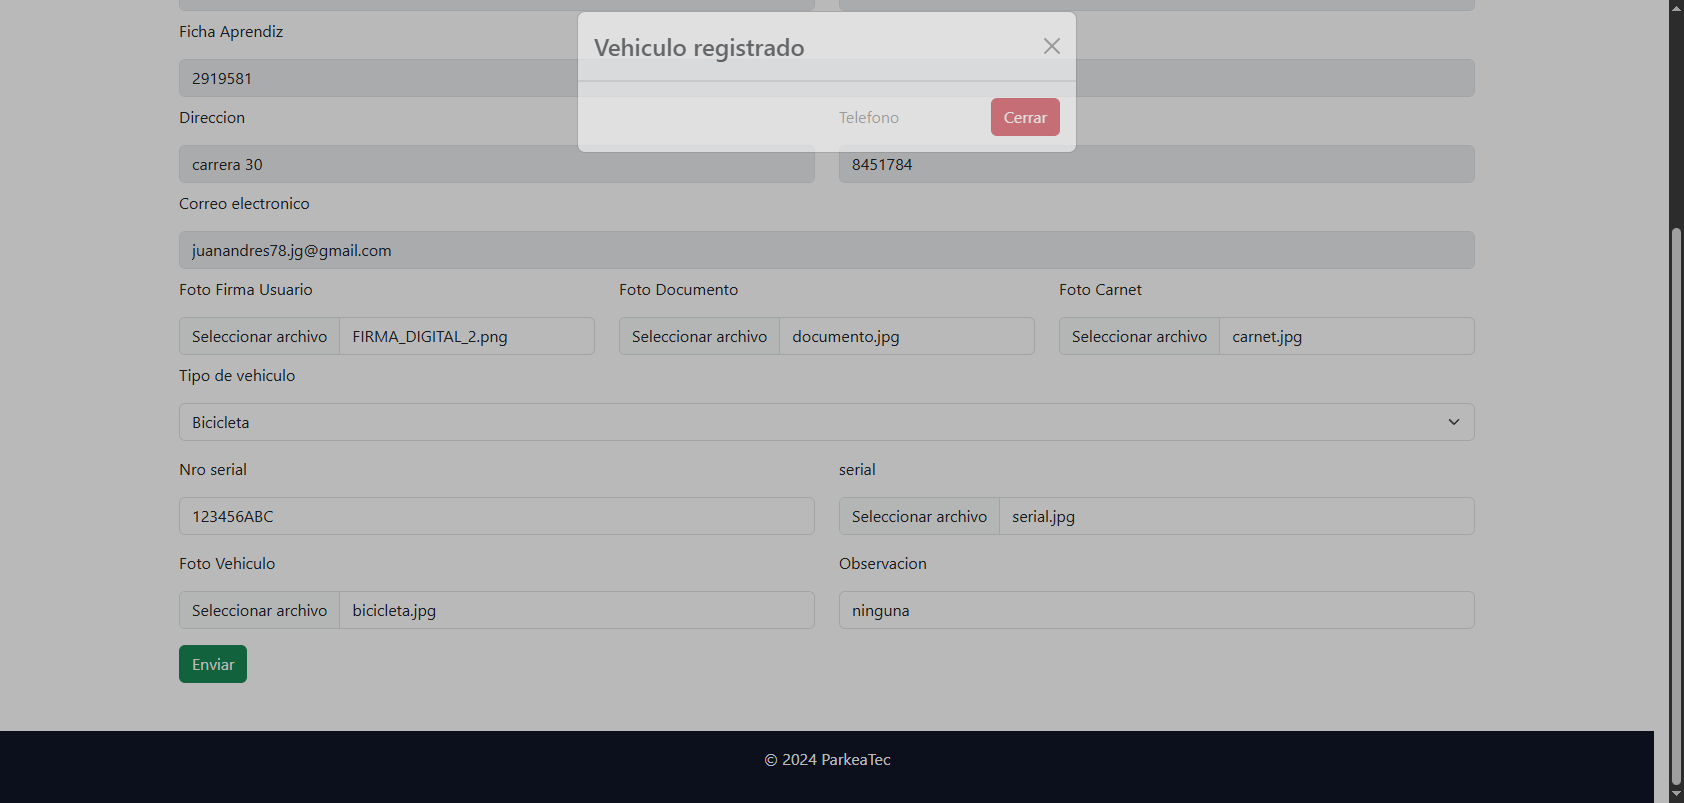 Ficha Aprendiz
Vehiculo registrado
2919581
Direccion
Telefono
Cerrar
carrera 30
8451784
Correo electronico
juanandres78.jg@gmail.com
Foto Firma Usuario
Foto Documento
Foto Carnet
Seleccionar archivo FIRMA_DIGITAL_2.png
Seleccionar archivo documento.jpg
Seleccionar archivo carnet.jpg
Tipo de vehiculo
Bicicleta
Nro serial
serial
123456ABC
Seleccionar archivo serial.jpg
Foto Vehiculo
Observacion
Seleccionar archivo bicicleta.jpg
ninguna
Enviar
© 2024 ParkeaTec